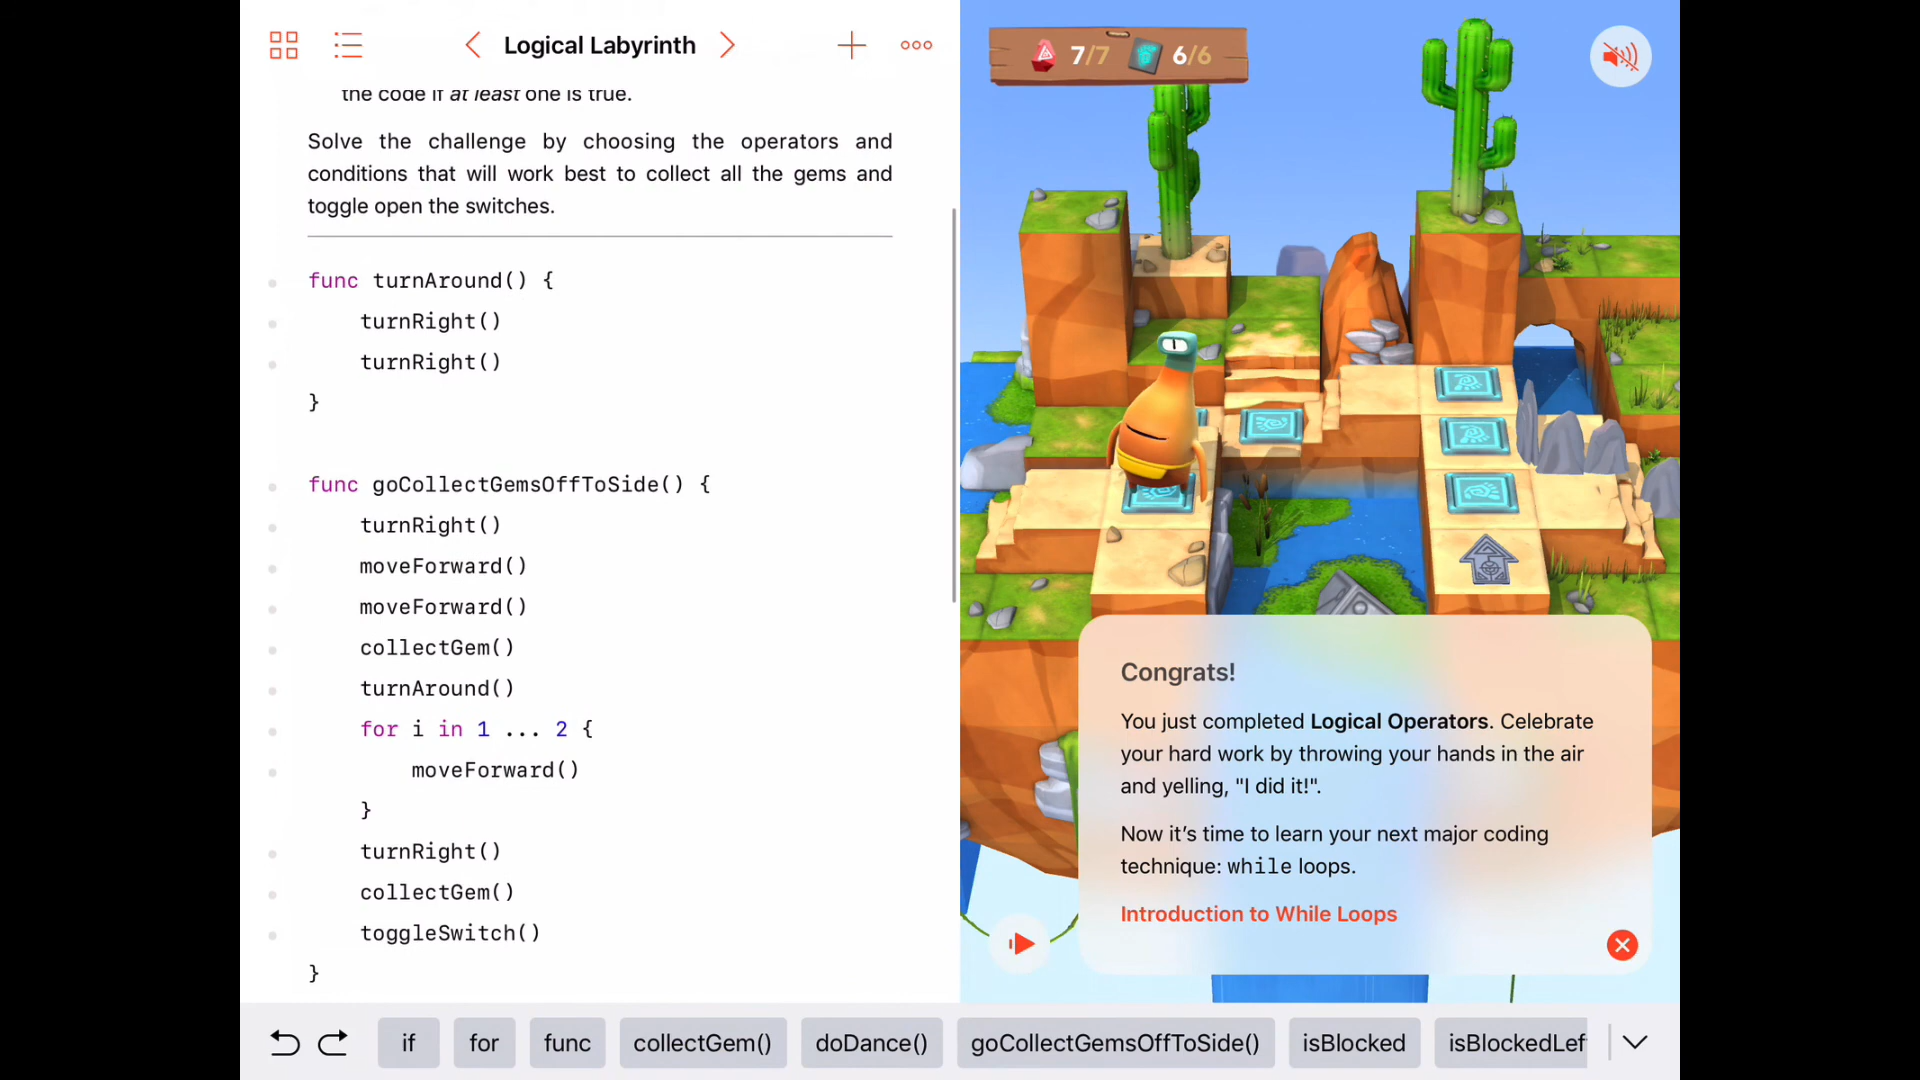 Logical Labyrinth
the code if at least one is true.
Solve the challenge by choosing the operators and
conditions that will work best to collect all the gems and
toggle open the switches.
func turnAround() {
turnRight()
turnRight()
}
func goCollectGemsOffToSide() {
turnRight()
moveForward()
moveForward()
collectGem()
turnAround()
for i in 1 ... 2 {
moveForward()
}
turnRight()
collectGem()
toggleSwitch()
}
7/7 6/6
Congrats!
You just completed Logical Operators. Celebrate
your hard work by throwing your hands in the air
and yelling, "I did it!".
Now it’s time to learn your next major coding
technique: while loops.
Introduction to While Loops
if for func collectGem() doDance() goCollectGemsOffToSide() isBlocked isBlockedLef